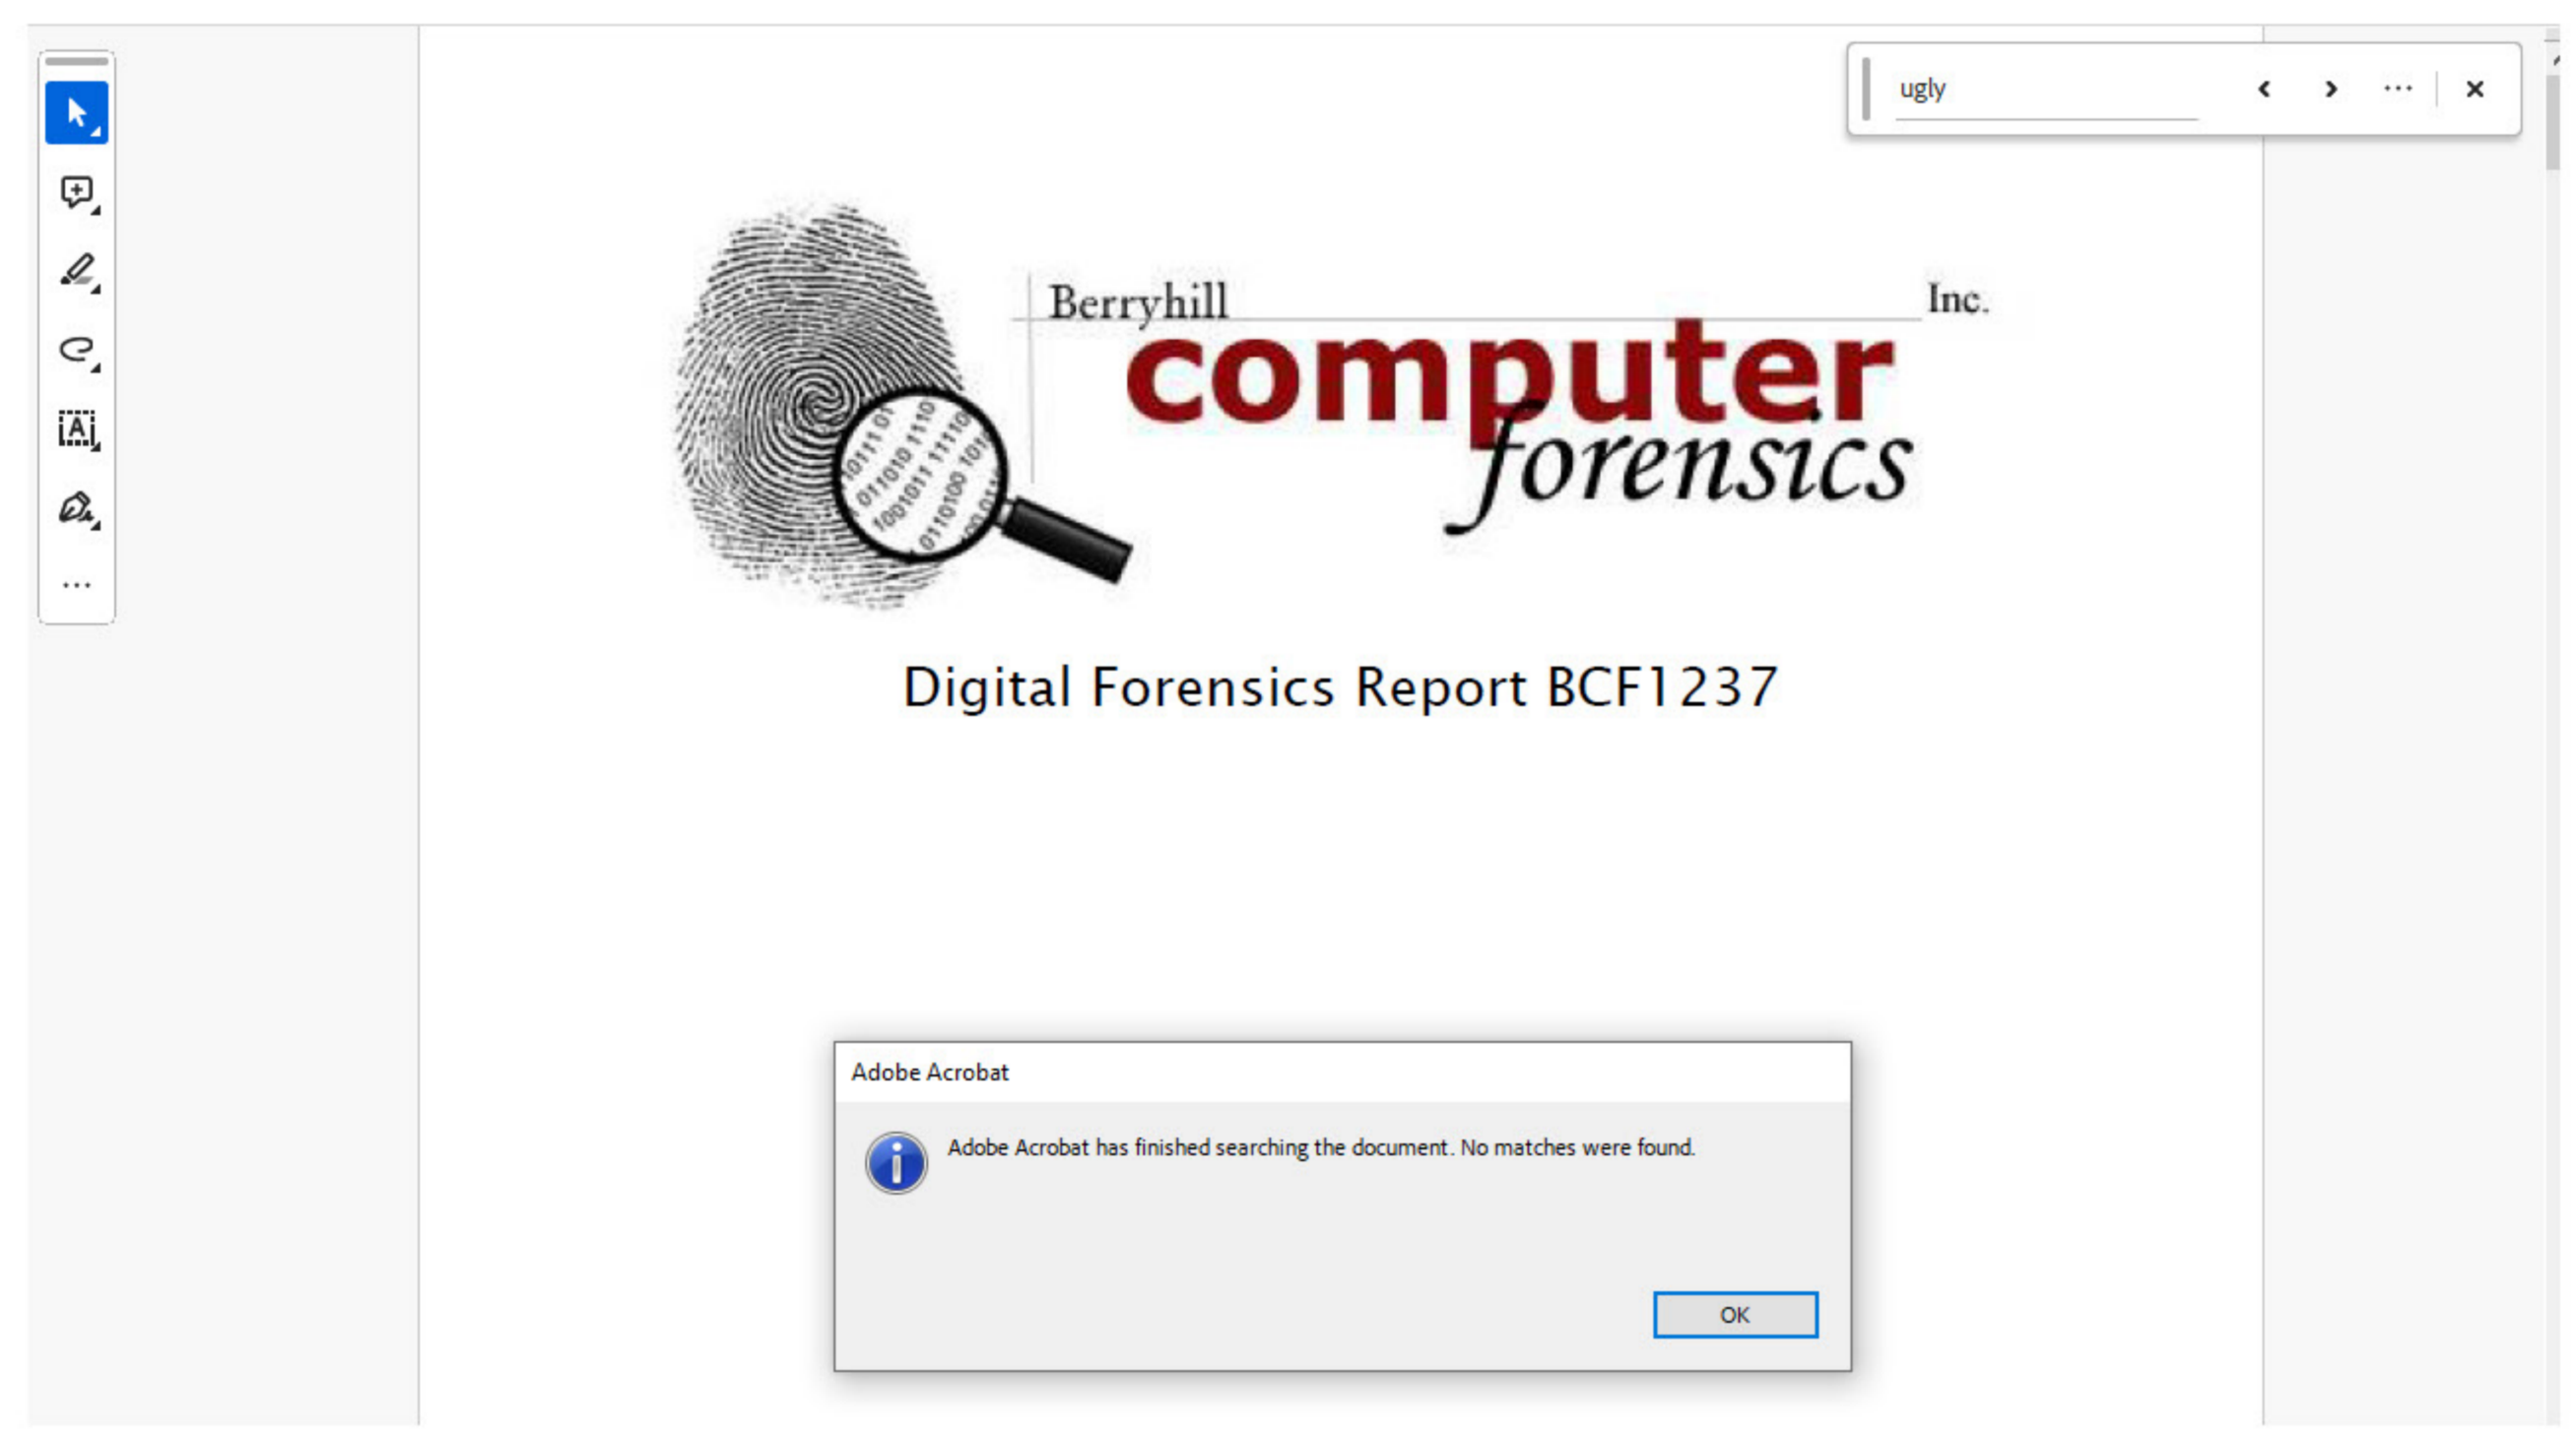 ugly
Berryhill
Inc.
computer
forensics
Digital Forensics Report BCF1237
Adobe Acrobat
Adobe Acrobat has finished searching the document. No matches were found.
OK